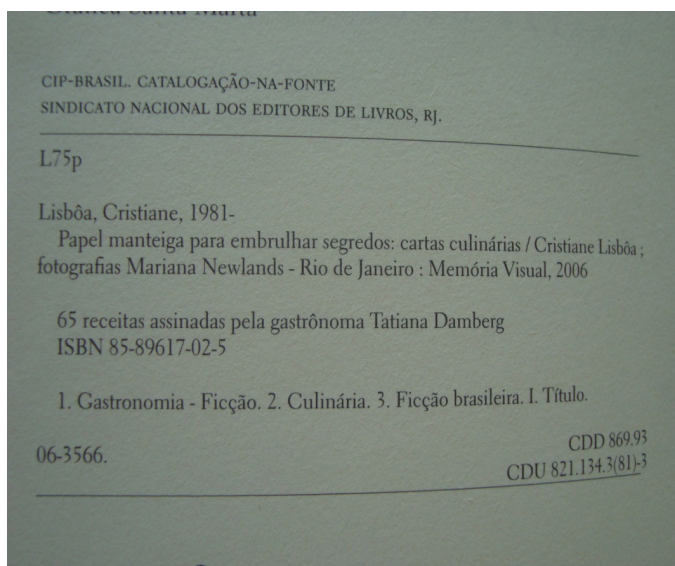 CIP-BRASIL. CATALOGAÇÃO-NA-FONTE
SINDICATO NACIONAL DOS EDITORES DE LIVROS, RJ.
L75p
Lisbôa, Cristiane, 1981-
Papel manteiga para embrulhar segredos: cartas culinárias / Cristiane Lisbôa ;
fotografias Mariana Newlands - Rio de Janeiro : Memória Visual, 2006
65 receitas assinadas pela gastrônoma Tatiana Damberg
ISBN 85-89617-02-5
1. Gastronomia - Ficção. 2. Culinária. 3. Ficção brasileira. I. Título.
CDD 869.93
06-3566.
CDU 821.134.3(81)-3